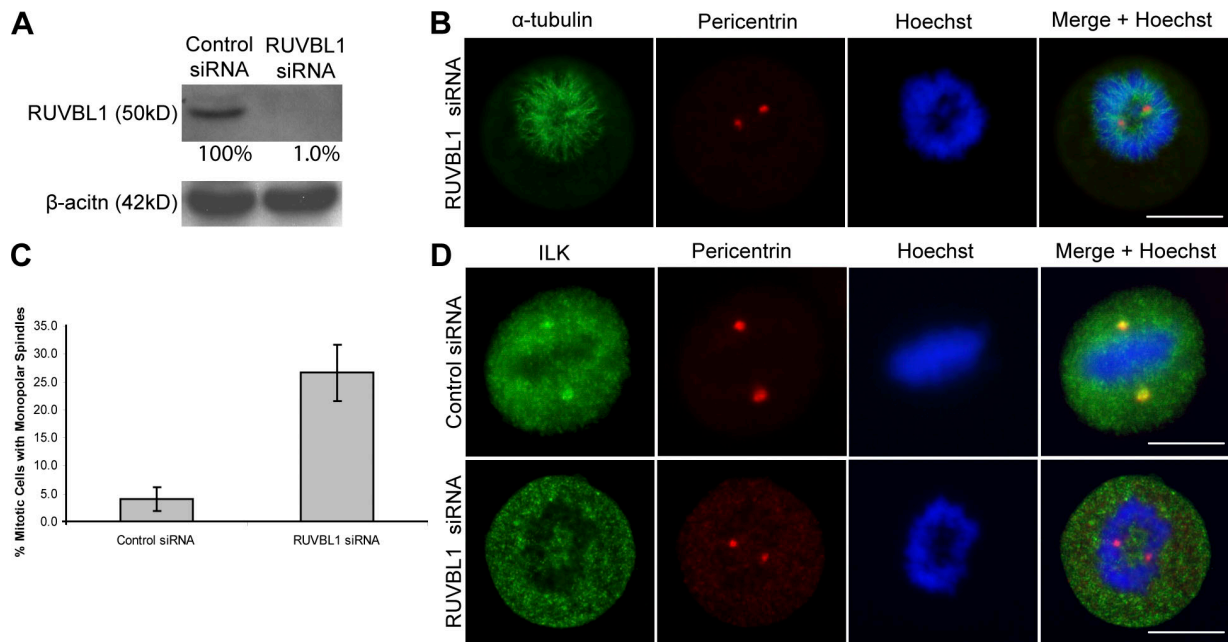 A
Control siRNA
RUVBL1 siRNA
RUVBL1 (50kD)
100%
1.0%
β-acitn (42kD)
B
α-tubulin
Pericentrin
Hoechst
Merge + Hoechst
RUVBL1 siRNA
C
% Mitotic Cells with Monopolar Spindles
35.0
30.0
25.0
20.0
15.0
10.0
5.0
0.0
Control siRNA
RUVBL1 siRNA
D
ILK
Pericentrin
Hoechst
Merge + Hoechst
Control siRNA
RUVBL1 siRNA